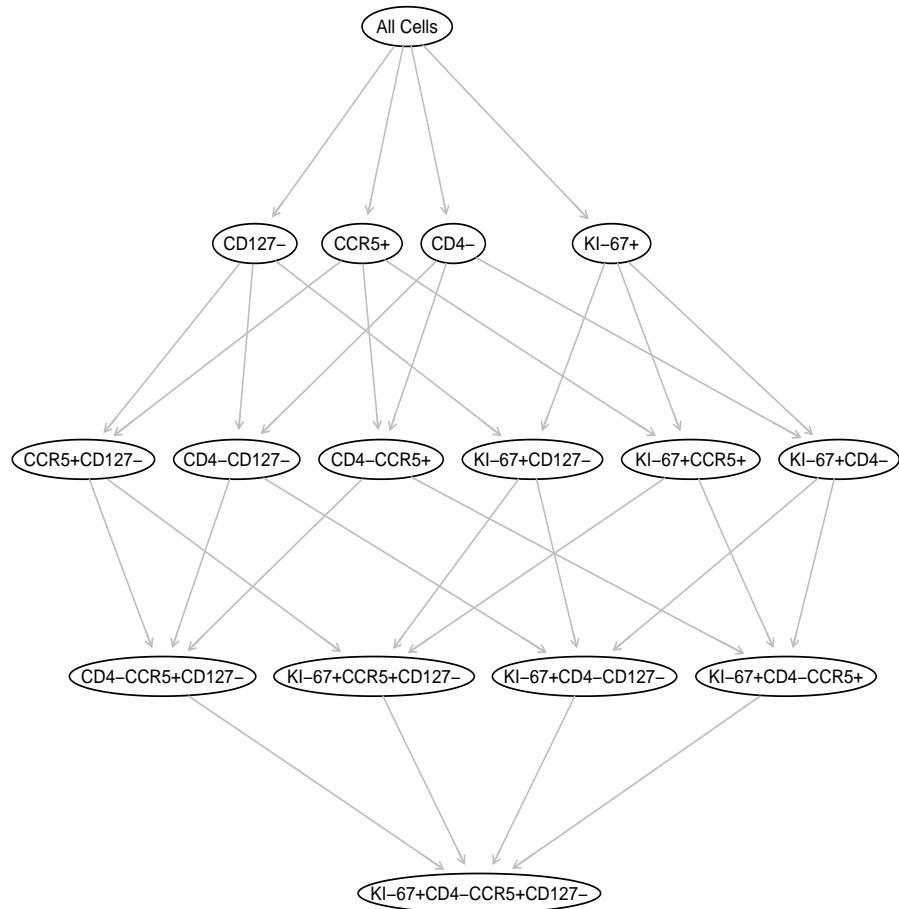 All Cells
CD127− CCR5+ CD4− KI−67+
CCR5+CD127− CD4−CD127− CD4−CCR5+ KI−67+CD127− KI−67+CCR5+ KI−67+CD4−
CD4−CCR5+CD127− KI−67+CCR5+CD127− KI−67+CD4−CD127− KI−67+CD4−CCR5+
KI−67+CD4−CCR5+CD127−